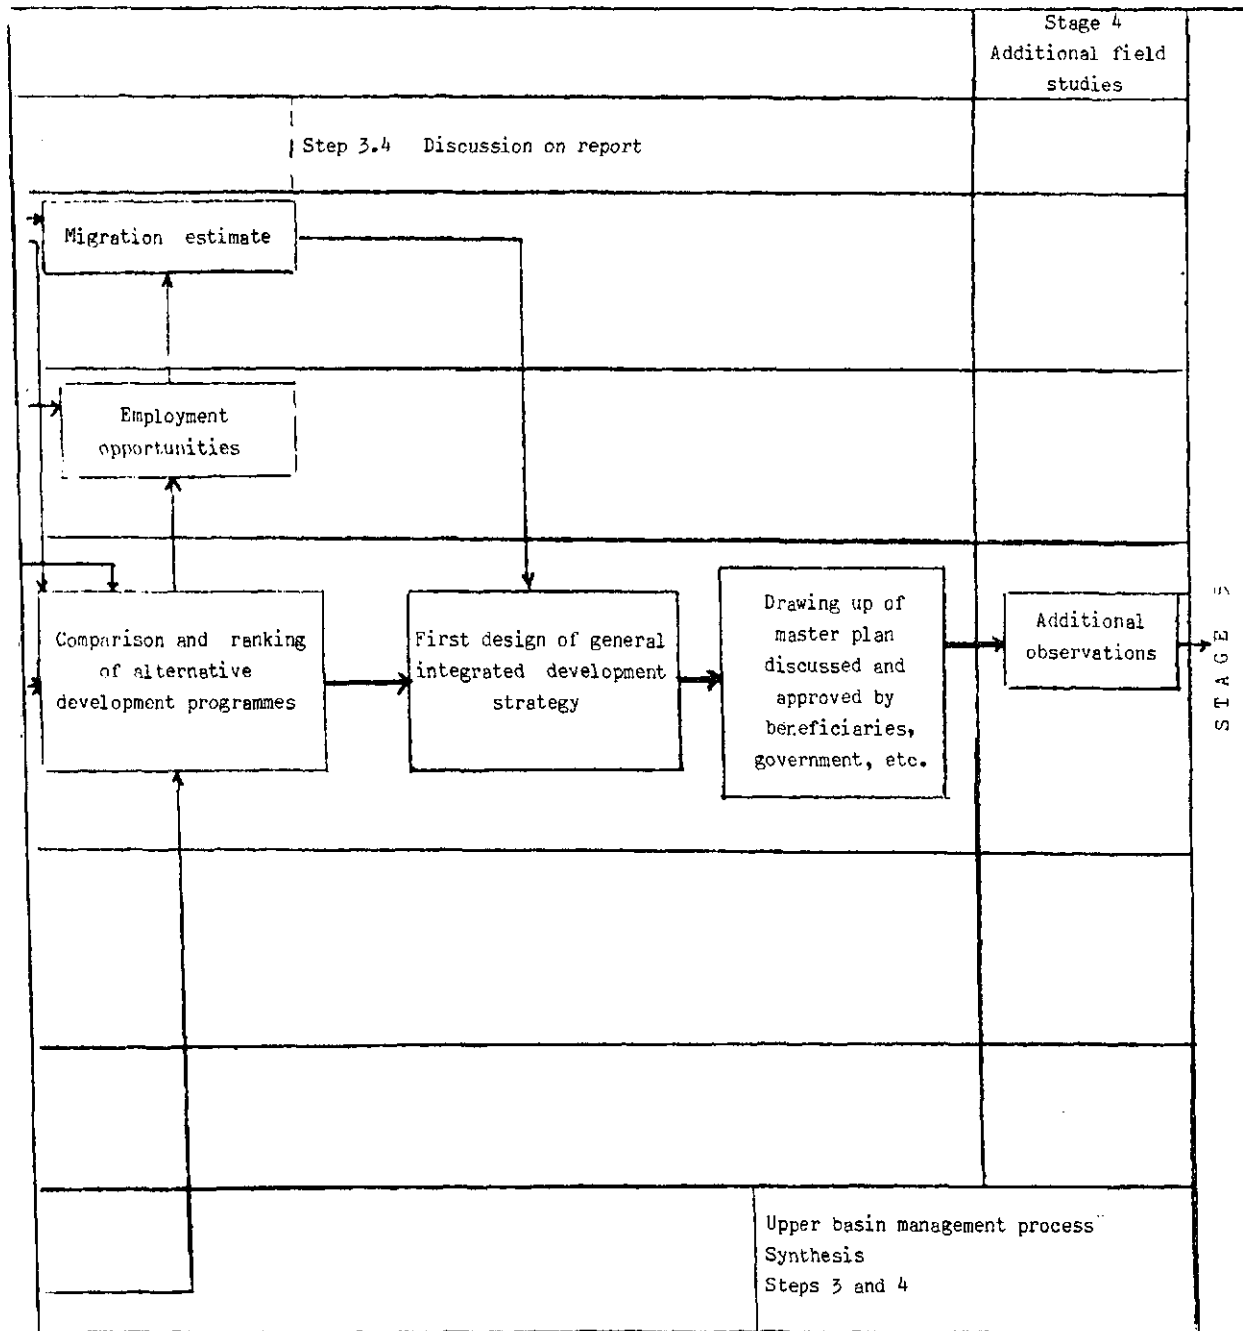 Stage 4
Additional field
studies
Step 3.4 Discussion on report
Migration estimate
Employment
opportunities
Comparison and ranking
of alternative
development programmes
First design of general
integrated development
strategy
Drawing up of
master plan
discussed and
approved by
beneficiaries,
government, etc.
Additional
observations
STAGE 5
Upper basin management process
Synthesis
Steps 3 and 4